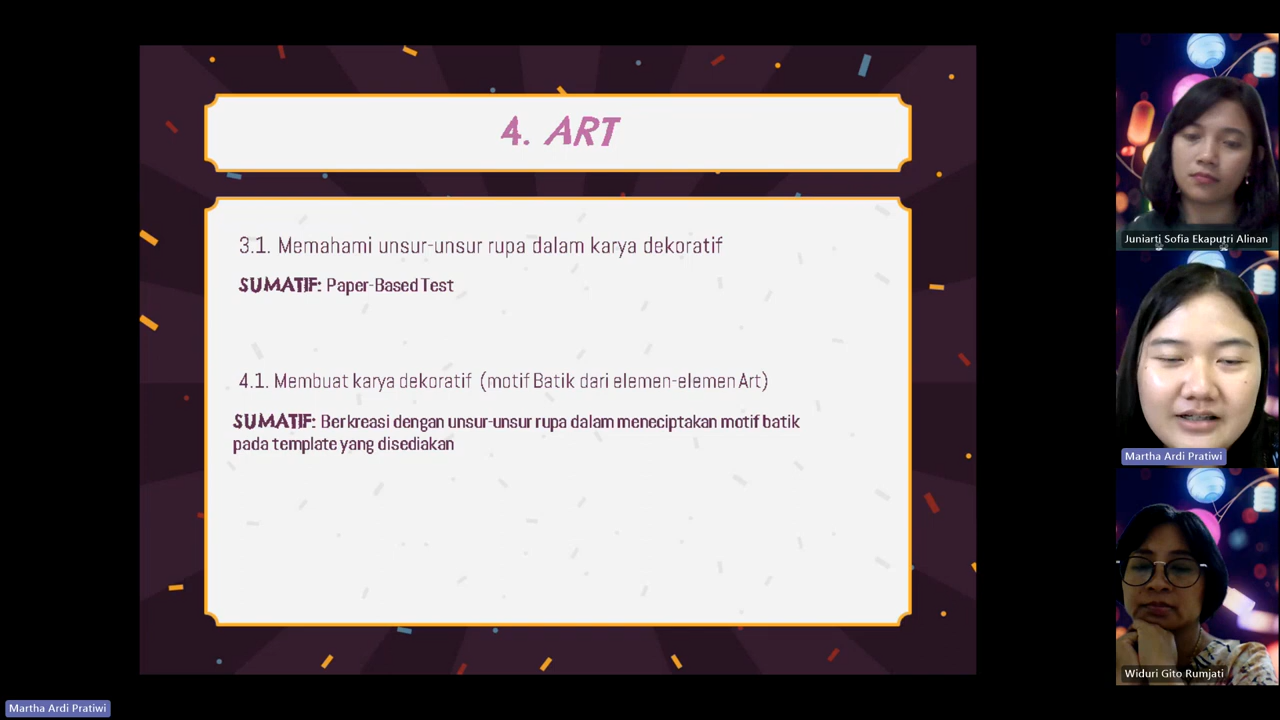 4. ART
3.1. Memahami unsur-unsur rupa dalam karya dekoratif
SUMATIF: Paper-Based Test
4.1. Membuat karya dekoratif (motif Batik dari elemen-elemen Art)
SUMATIF: Berkreasi dengan unsur-unsur rupa dalam meneciptakan motif batik
pada template yang disediakan
Juniarti Sofia Ekaputri Alinan
Martha Ardi Pratiwi
Widuri Gito Rumjati
Martha Ardi Pratiwi